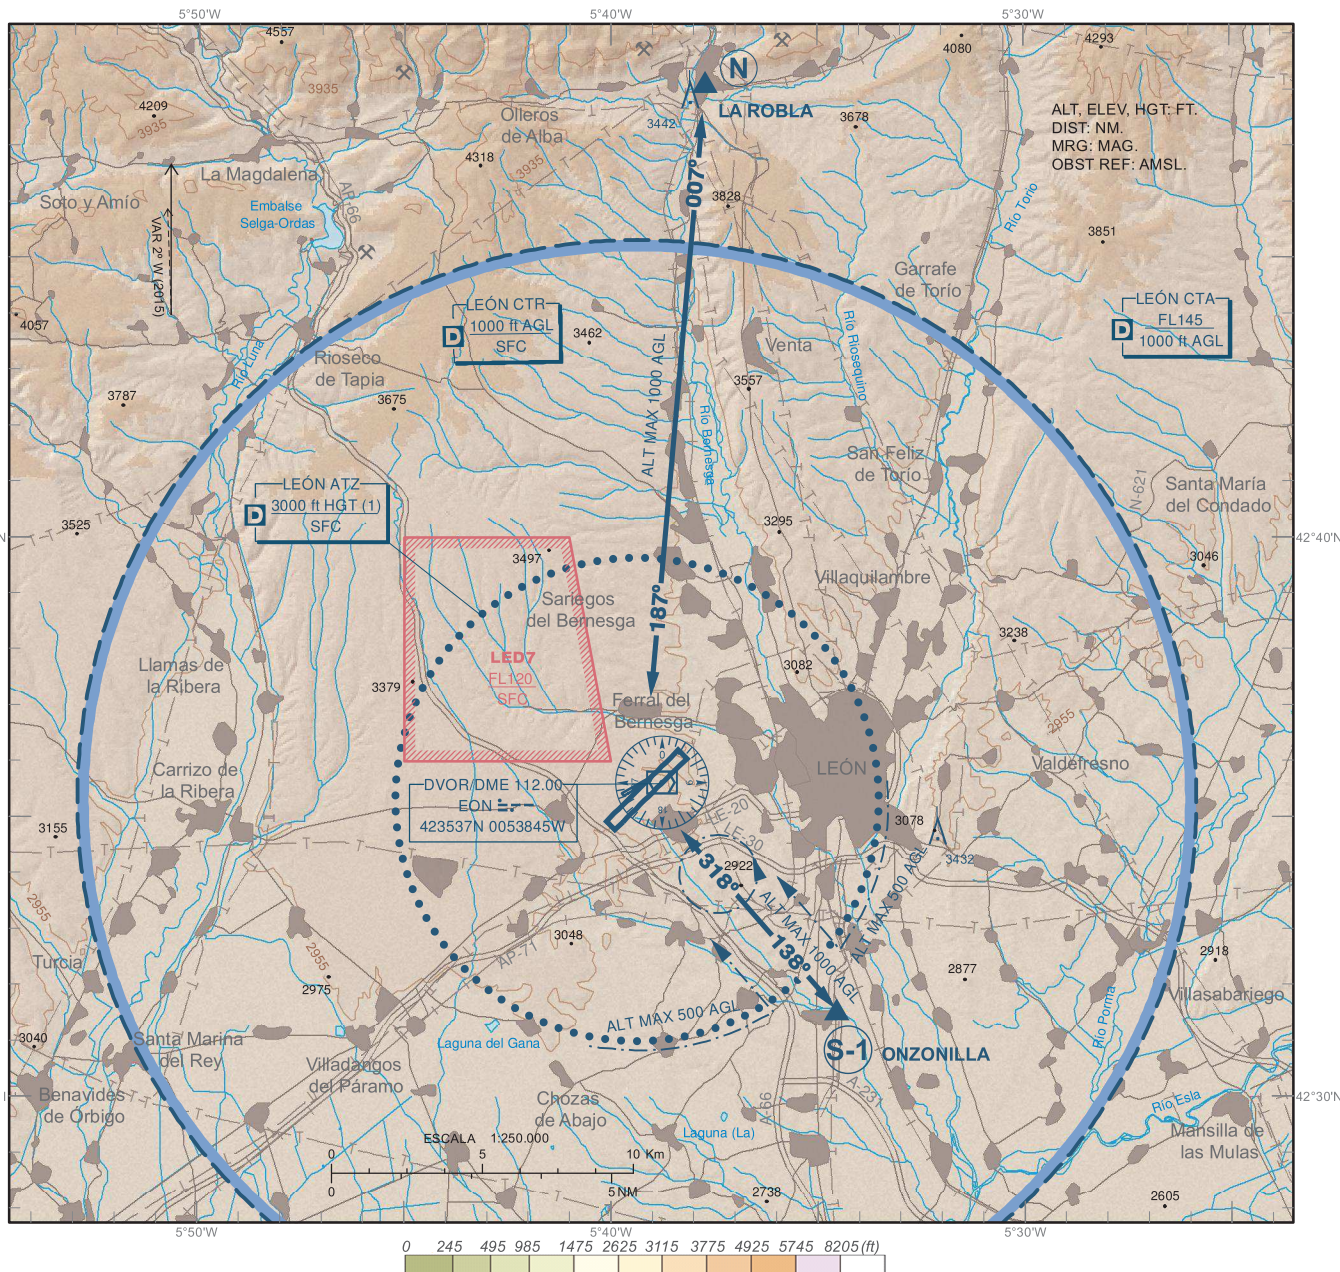 5°50'W
5°40'W
5°30'W
4557
4293
4080
N
LA ROBLA
3935
4209
3935
Olleros
de Alba
3442
3678
ALT, ELEV, HGT: FT.
DIST: NM.
MRG: MAG.
OBST REF: AMSL.
4318
3935
007°
La Magdalena
AP-66
Soto y Amío
Embalse
Selga-Ordas
3828
Río Torío
3851
VAR 2° W (2015)
Garrafe
de Torío
4057
LEÓN CTR
D
1000 ft AGL
SFC
3462
LEÓN CTA
D
FL145
1000 ft AGL
Río Luna
Rioseco
de Tapia
Venta
Río Riosequino
3557
3787
3675
ALT MAX 1000 AGL
Río Bernesga
San Feliz
de Torío
N-621
Santa María
del Condado
LEÓN ATZ
D
3000 ft HGT (1)
SFC
3525
3295
42°40'N
3497
3046
Villaquilambre
Sariegos
del Bernesga
187°
3238
LED7
FL120
SFC
Llamas de
la Ribera
3379
3082
Ferral del
Bernesga
2955
LEÓN
Valdefresno
Carrizo de
la Ribera
0
DVOR/DME 112.00
EON
423537N 0053845W
LE-20
LE-30
3155
3078
3432
2922
318°
138°
ALT MAX 1000 AGL
ALT MAX 500 AGL
2955
2955
3048
AP-71
2918
Turcia
2975
2877
Villasabariego
ALT MAX 500 AGL
Río Porma
S-1
ONZONILLA
3040
Santa Marina
del Rey
Laguna del Gana
Villadangos
del Páramo
A-231
Benavides
de Órbigo
Chozas
de Abajo
A-66
Río Esla
42°30'N
Laguna (La)
Mansilla de
las Mulas
ESCALA 1:250.000
0 5 10 Km
0 5 NM
2738
2605
5°50'W
5°40'W
5°30'W
0 245 495 985 1475 2625 3115 3775 4925 5745 8205 (ft)